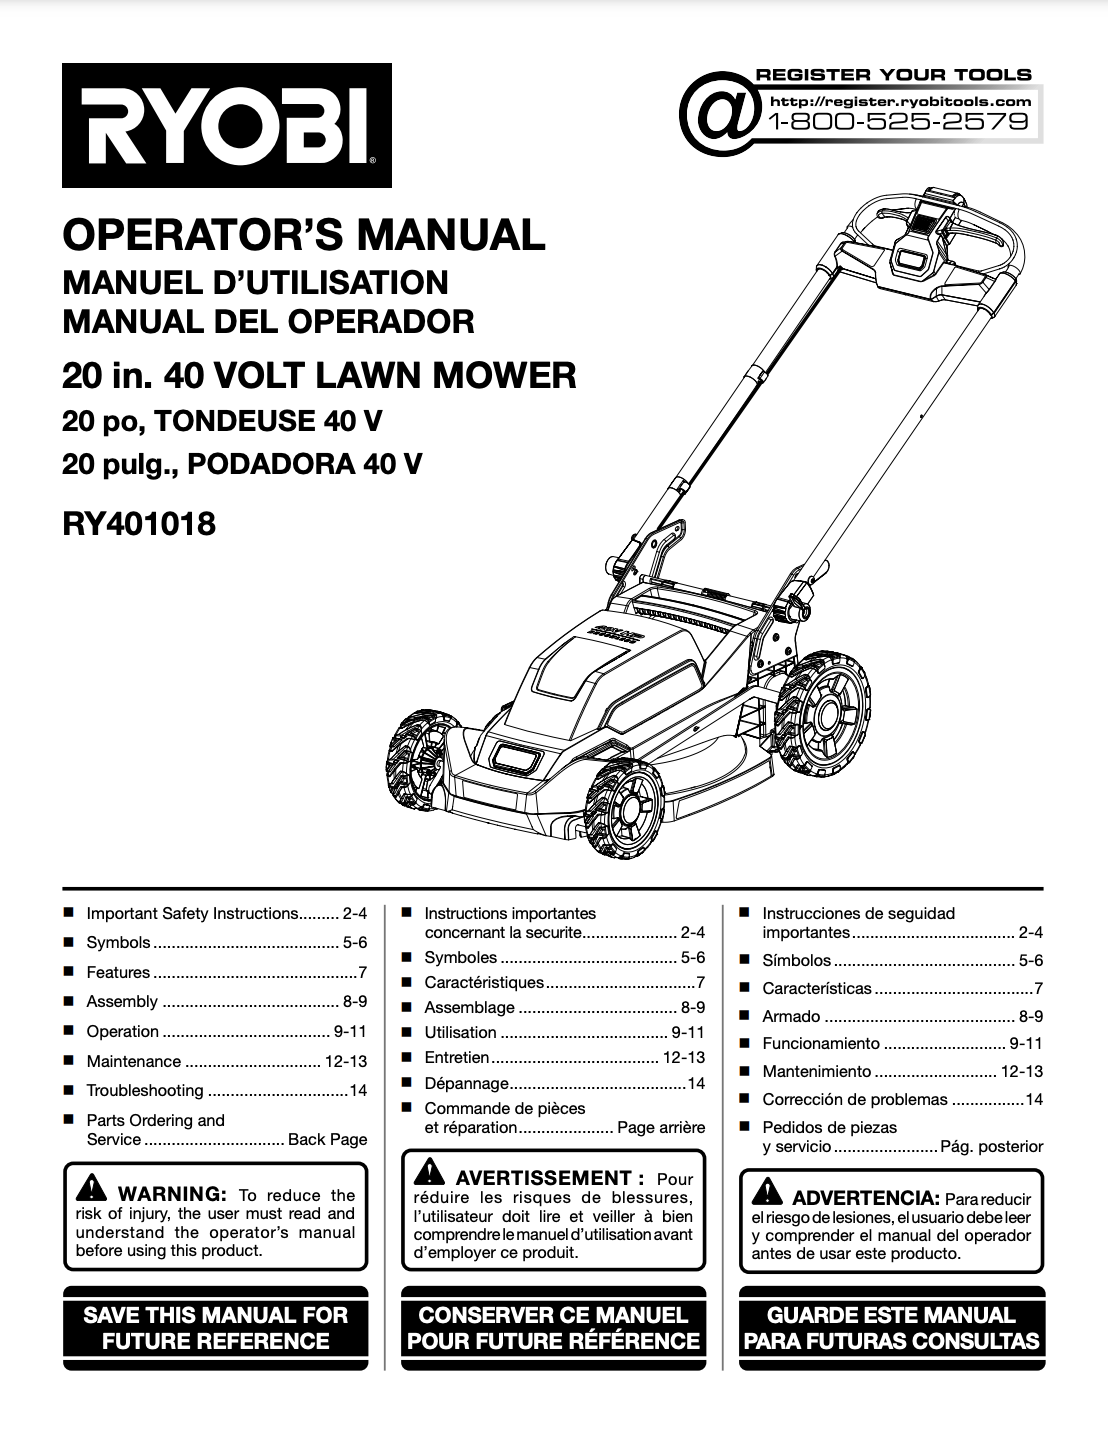 RYOBI®
REGISTER YOUR TOOLS
http://register.ryobitools.com
1-800-525-2579
OPERATOR'S MANUAL
MANUEL D'UTILISATION
MANUAL DEL OPERADOR
20 in. 40 VOLT LAWN MOWER
20 po, TONDEUSE 40 V
20 pulg., PODADORA 40 V
RY401018
■ Important Safety Instructions......... 2-4
■ Symbols ......................................... 5-6
■ Features .............................................7
■ Assembly ....................................... 8-9
■ Operation ..................................... 9-11
■ Maintenance .............................. 12-13
■ Troubleshooting ...............................14
■ Parts Ordering and
Service ............................... Back Page
WARNING: To reduce the
risk of injury, the user must read and
understand the operator's manual
before using this product.
SAVE THIS MANUAL FOR
FUTURE REFERENCE
■ Instructions importantes
concernant la securite..................... 2-4
■ Symboles ....................................... 5-6
■ Caractéristiques.................................7
■ Assemblage ................................... 8-9
■ Utilisation ..................................... 9-11
■ Entretien..................................... 12-13
■ Dépannage.......................................14
■ Commande de pièces
et réparation..................... Page arrière
AVERTISSEMENT : Pour
réduire les risques de blessures,
l'utilisateur doit lire et veiller à bien
comprendre le manuel d'utilisation avant
d'employer ce produit.
CONSERVER CE MANUEL
POUR FUTURE RÉFÉRENCE
■ Instrucciones de seguidad
importantes.................................... 2-4
■ Símbolos ........................................ 5-6
■ Características ...................................7
■ Armado .......................................... 8-9
■ Funcionamiento ........................... 9-11
■ Mantenimiento ........................... 12-13
■ Corrección de problemas ................14
■ Pedidos de piezas
y servicio ....................... Pág. posterior
ADVERTENCIA: Para reducir
el riesgo de lesiones, el usuario debe leer
y comprender el manual del operador
antes de usar este producto.
GUARDE ESTE MANUAL
PARA FUTURAS CONSULTAS